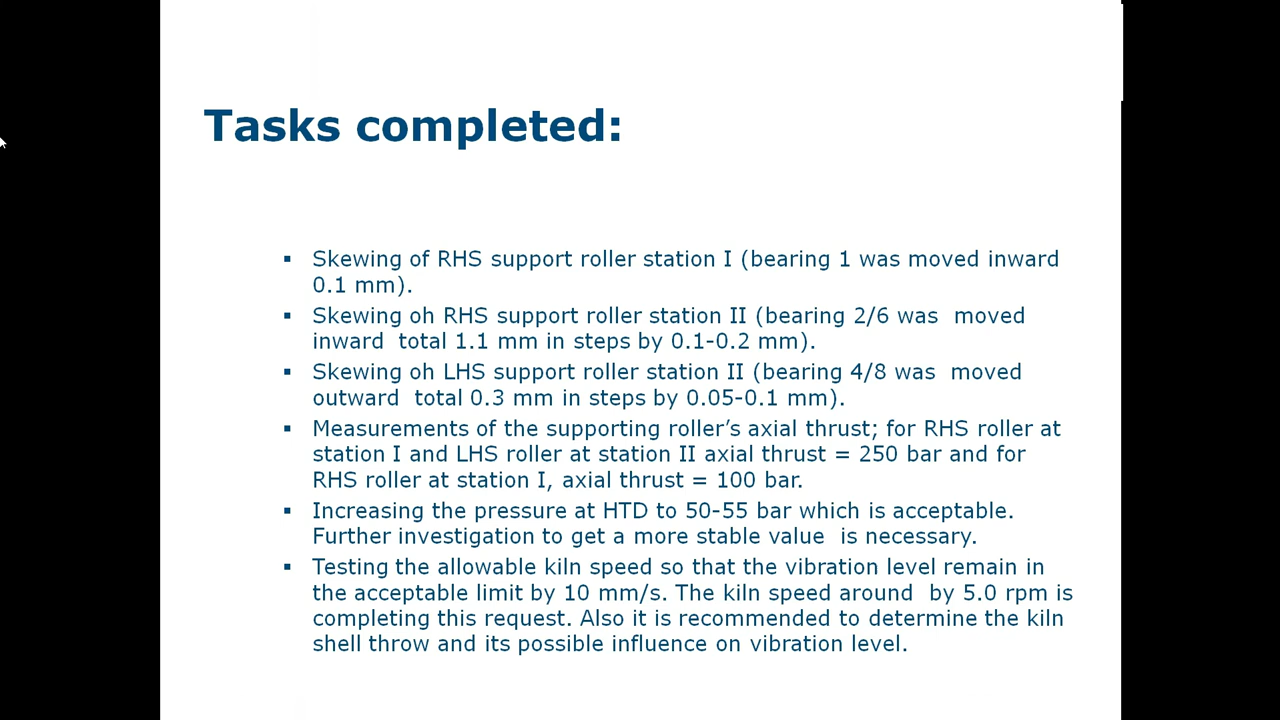 Tasks completed:
▪ Skewing of RHS support roller station I (bearing 1 was moved inward
0.1 mm).
▪ Skewing oh RHS support roller station II (bearing 2/6 was  moved
inward  total 1.1 mm in steps by 0.1-0.2 mm).
▪ Skewing oh LHS support roller station II (bearing 4/8 was  moved
outward  total 0.3 mm in steps by 0.05-0.1 mm).
▪ Measurements of the supporting roller’s axial thrust; for RHS roller at
station I and LHS roller at station II axial thrust = 250 bar and for
RHS roller at station I, axial thrust = 100 bar.
▪ Increasing the pressure at HTD to 50-55 bar which is acceptable.
Further investigation to get a more stable value  is necessary.
▪ Testing the allowable kiln speed so that the vibration level remain in
the acceptable limit by 10 mm/s. The kiln speed around  by 5.0 rpm is
completing this request. Also it is recommended to determine the kiln
shell throw and its possible influence on vibration level.